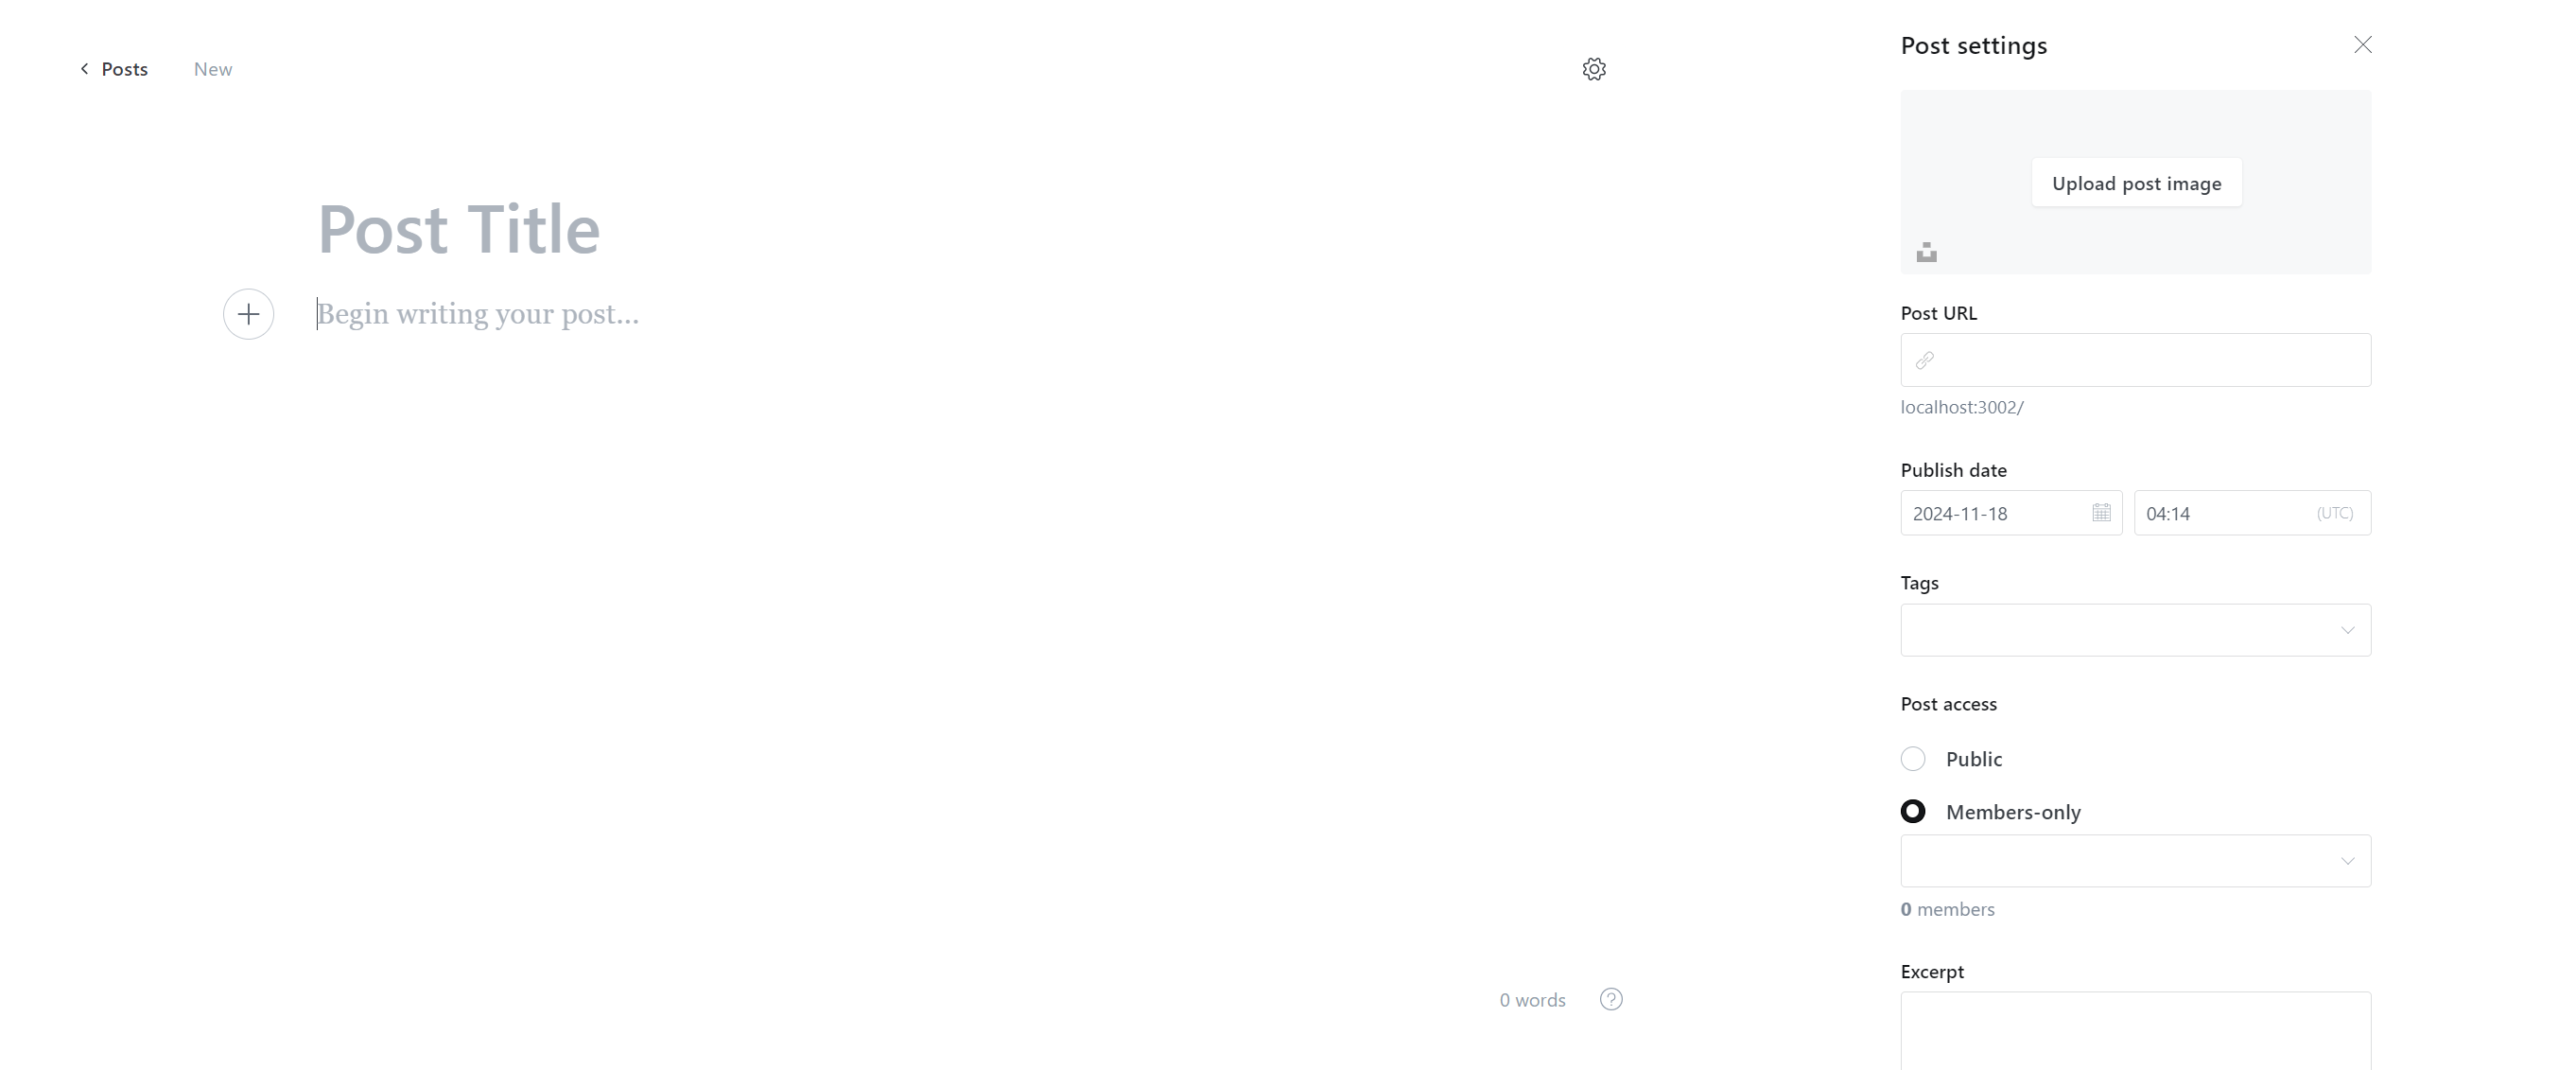 Posts
New
Post Title
Begin writing your post...
0 words
?
Post settings
Upload post image
Post URL
localhost:3002/
Publish date
2024-11-18
04:14 (UTC)
Tags
Post access
Public
Members-only
0 members
Excerpt